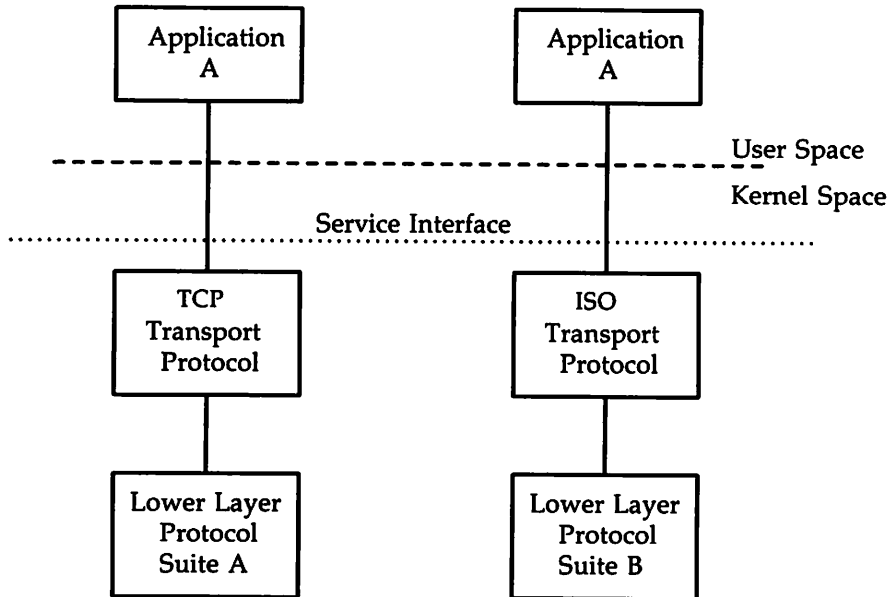 Application
A
Application
A
User Space
Kernel Space
Service Interface
TCP
Transport
Protocol
ISO
Transport
Protocol
Lower Layer
Protocol
Suite A
Lower Layer
Protocol
Suite B